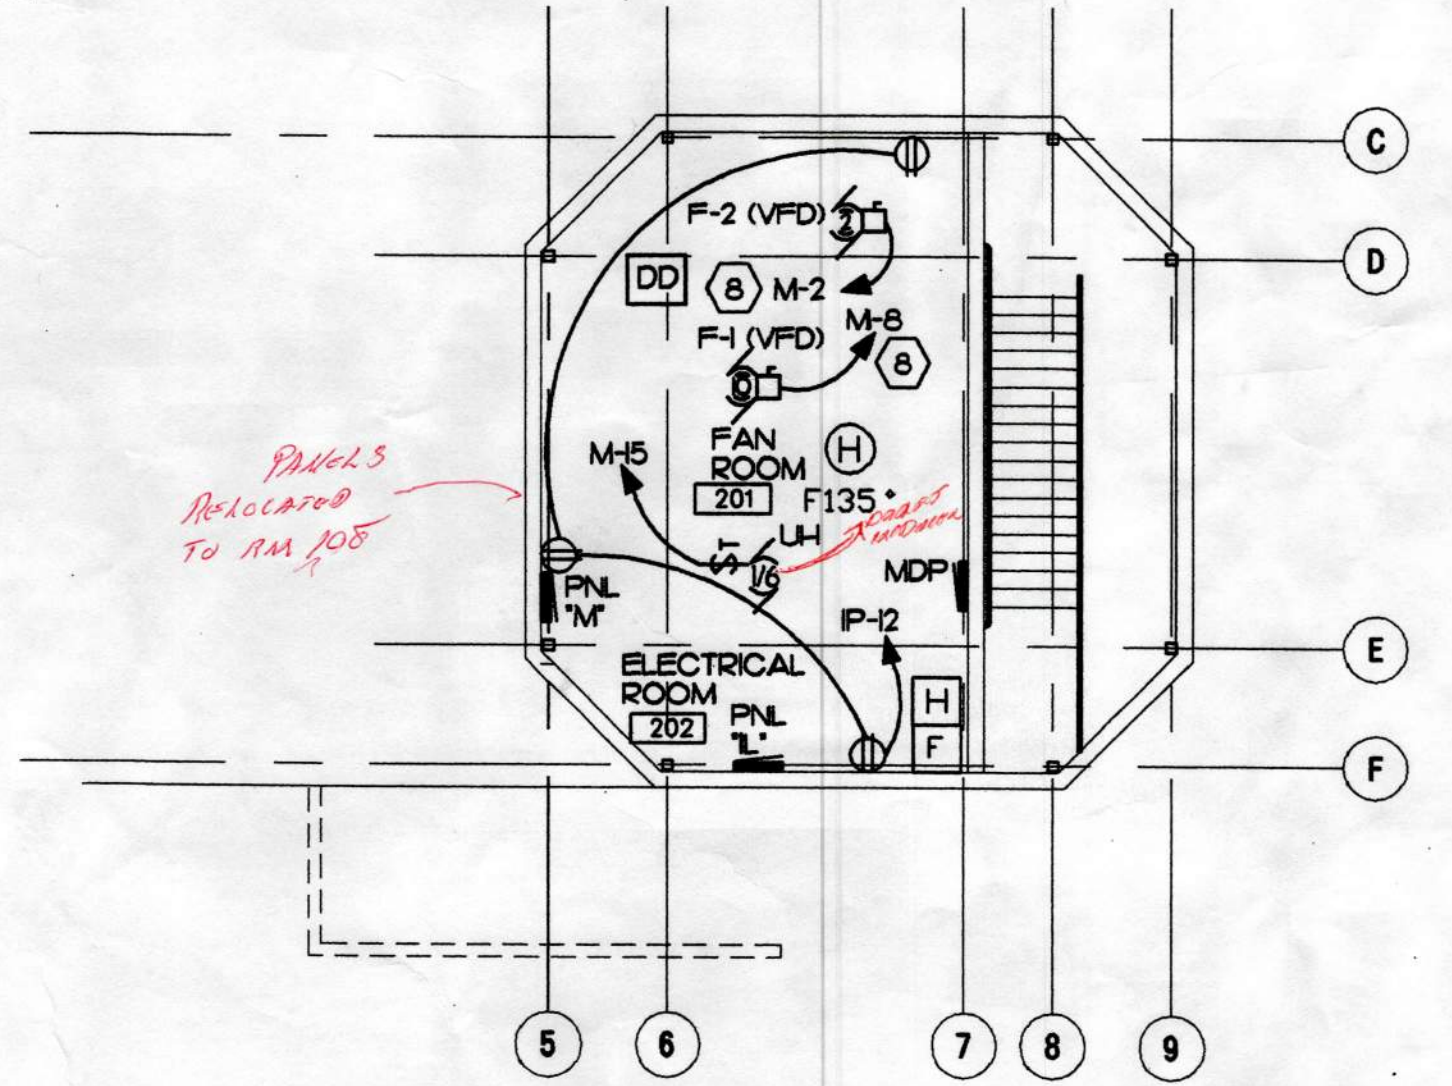 C
F-2 (VFD) 2
D
DD
8 M-2
M-8
F-1 (VFD)
8
PANELS
RELOCATED
TO RM 108
M-15
FAN
ROOM
H
201
F135°
UH
1/6
MDP
PNL
"M"
IP-12
E
ELECTRICAL
ROOM
202
PNL
"IL"
H
F
F
5 6 7 8 9